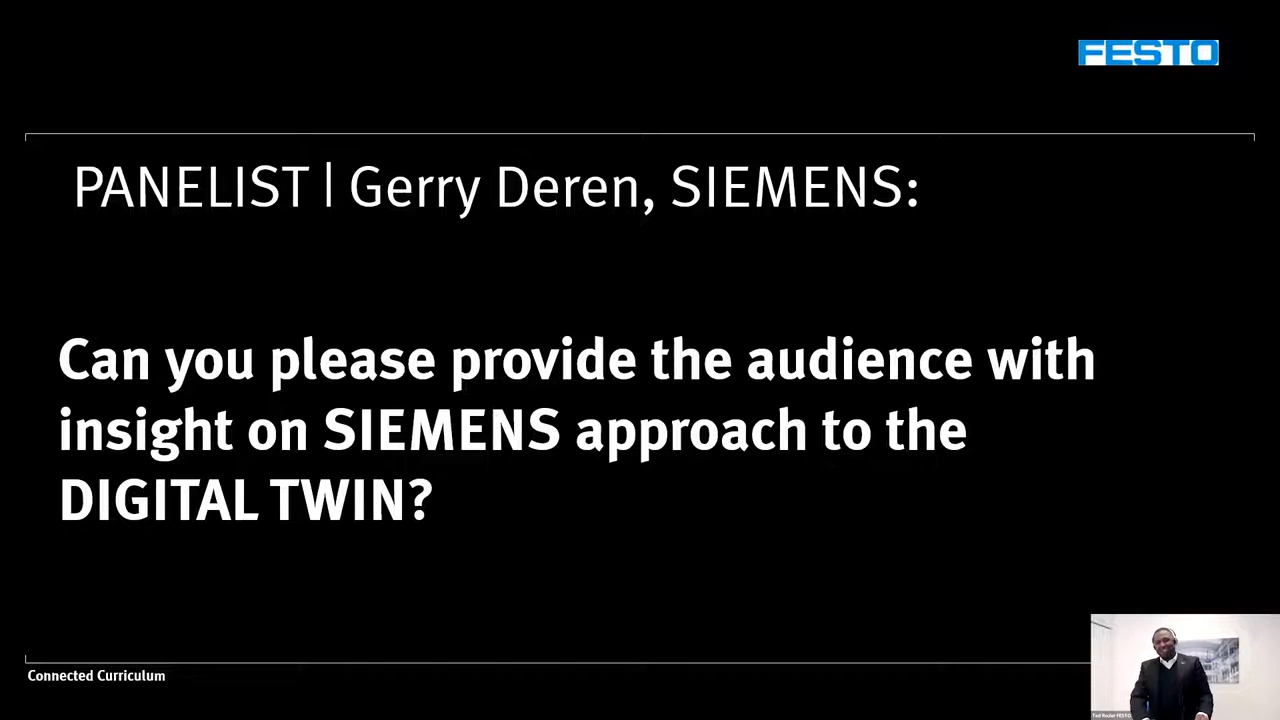 FESTO
PANELIST | Gerry Deren, SIEMENS:
Can you please provide the audience with
insight on SIEMENS approach to the
DIGITAL TWIN?
Connected Curriculum
FESTO